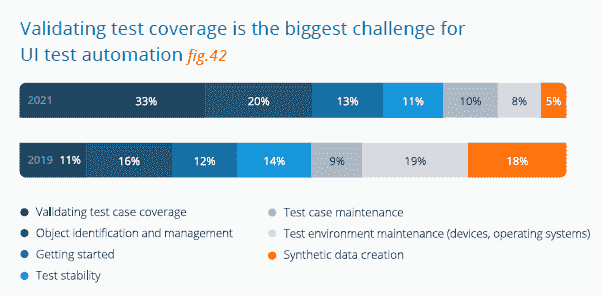 Validating test coverage is the biggest challenge for
UI test automation fig.42
2021 33% 20% 13% 11% 10% 8% 5%
2019 11% 16% 12% 14% 9% 19% 18%
Validating test case coverage
Object identification and management
Getting started
Test stability
Test case maintenance
Test environment maintenance (devices, operating systems)
Synthetic data creation